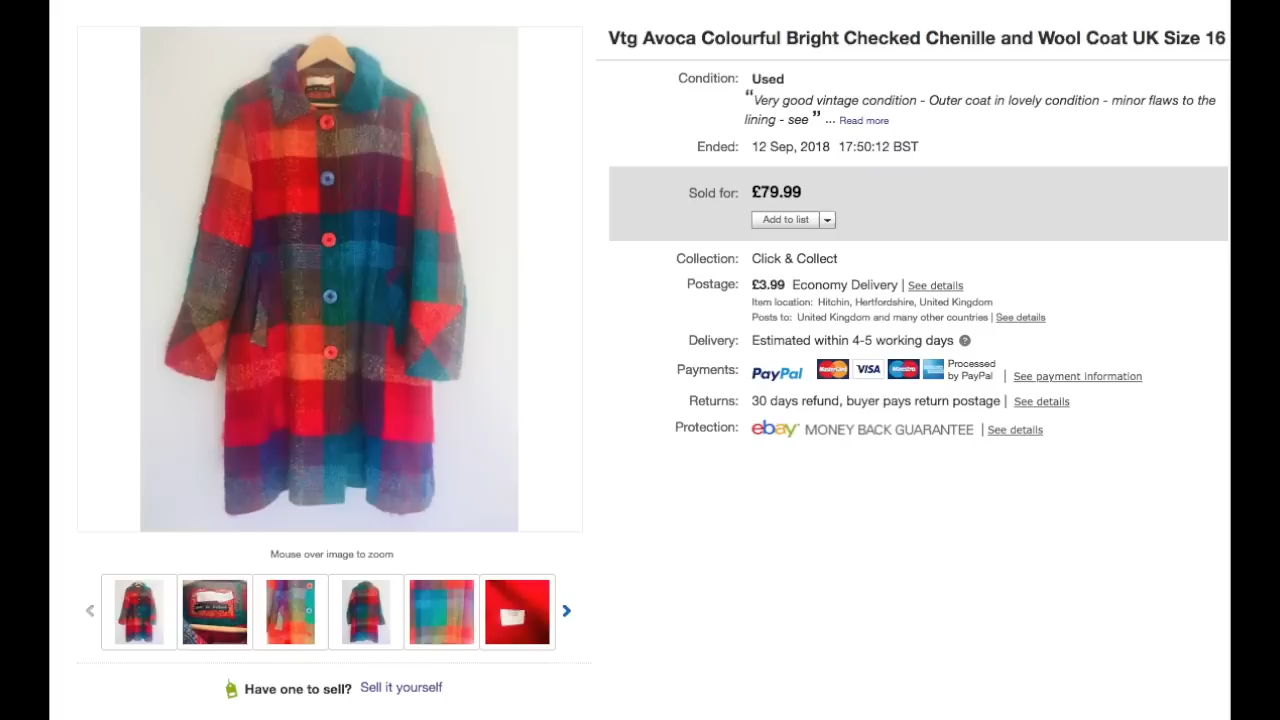 Vtg Avoca Colourful Bright Checked Chenille and Wool Coat UK Size 16
Condition: Used
“Very good vintage condition - Outer coat in lovely condition - minor flaws to the
lining - see ” ... Read more
Ended: 12 Sep, 2018 17:50:12 BST
Sold for: £79.99
Add to list
Collection: Click & Collect
Postage: £3.99 Economy Delivery | See details
Item location: Hitchin, Hertfordshire, United Kingdom
Posts to: United Kingdom and many other countries | See details
Delivery: Estimated within 4-5 working days ?
Payments: PayPal MasterCard VISA Maestro Processed
by PayPal | See payment information
Returns: 30 days refund, buyer pays return postage | See details
Protection: ebay MONEY BACK GUARANTEE | See details
Mouse over image to zoom
Have one to sell? Sell it yourself